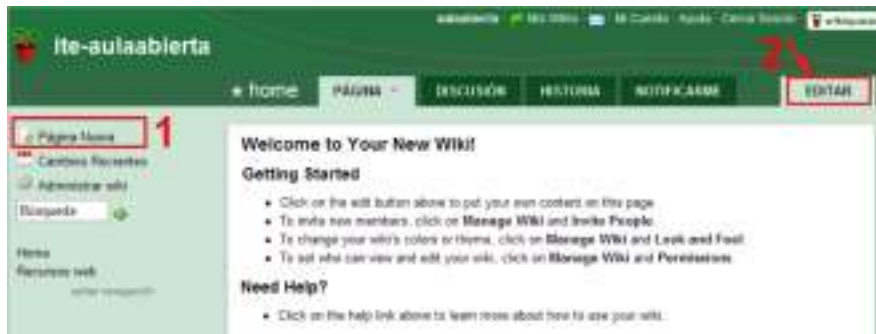 aulaabierta Mis Wikis Mi Cuenta Ayuda Cerrar Sesión wikispaces
ite-aulaabierta
2
home PÁGINA DISCUSIÓN HISTORIA NOTIFICARME EDITAR
Página Nueva 1
Cambios Recientes
Administrar wiki
Búsqueda
Home
Recursos web
editar navegación
Welcome to Your New Wiki!
Getting Started
Click on the edit button above to put your own content on this page.
To invite new members, click on Manage Wiki and Invite People.
To change your wiki's colors or theme, click on Manage Wiki and Look and Feel.
To set who can view and edit your wiki, click on Manage Wiki and Permissions.
Need Help?
Click on the help link above to learn more about how to use your wiki.